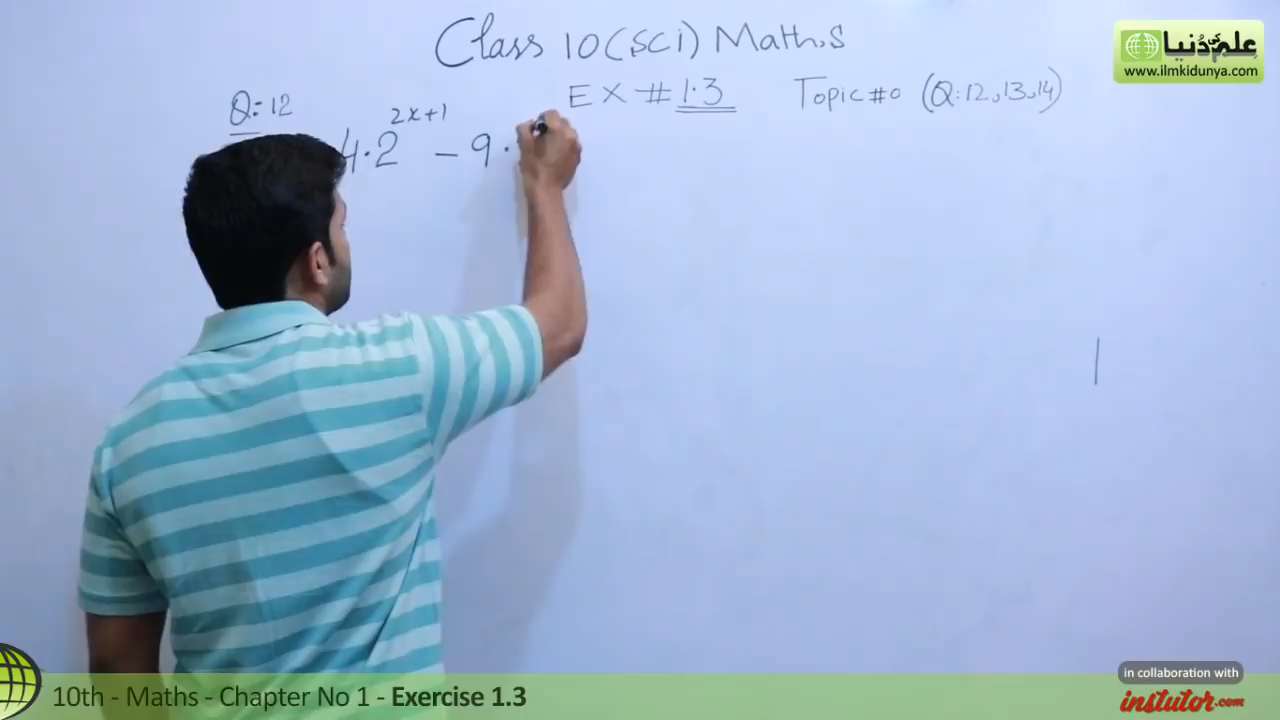 Class 10 (Sci) Maths
علم کی دُنیا
www.ilmkidunya.com
EX # 1.3
Topic #0 (Q:12,13,14)
Q:12
4·2^{2x+1} - 9·
in collaboration with
instutor.com
10th - Maths - Chapter No 1 - Exercise 1.3